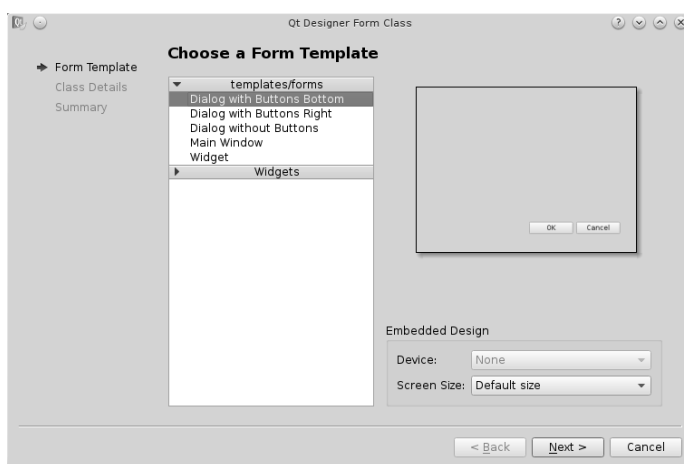 Qt Designer Form Class
Form Template
Class Details
Summary
Choose a Form Template
templates/forms
Dialog with Buttons Bottom
Dialog with Buttons Right
Dialog without Buttons
Main Window
Widget
Widgets
OK Cancel
Embedded Design
Device: None
Screen Size: Default size
< Back Next > Cancel